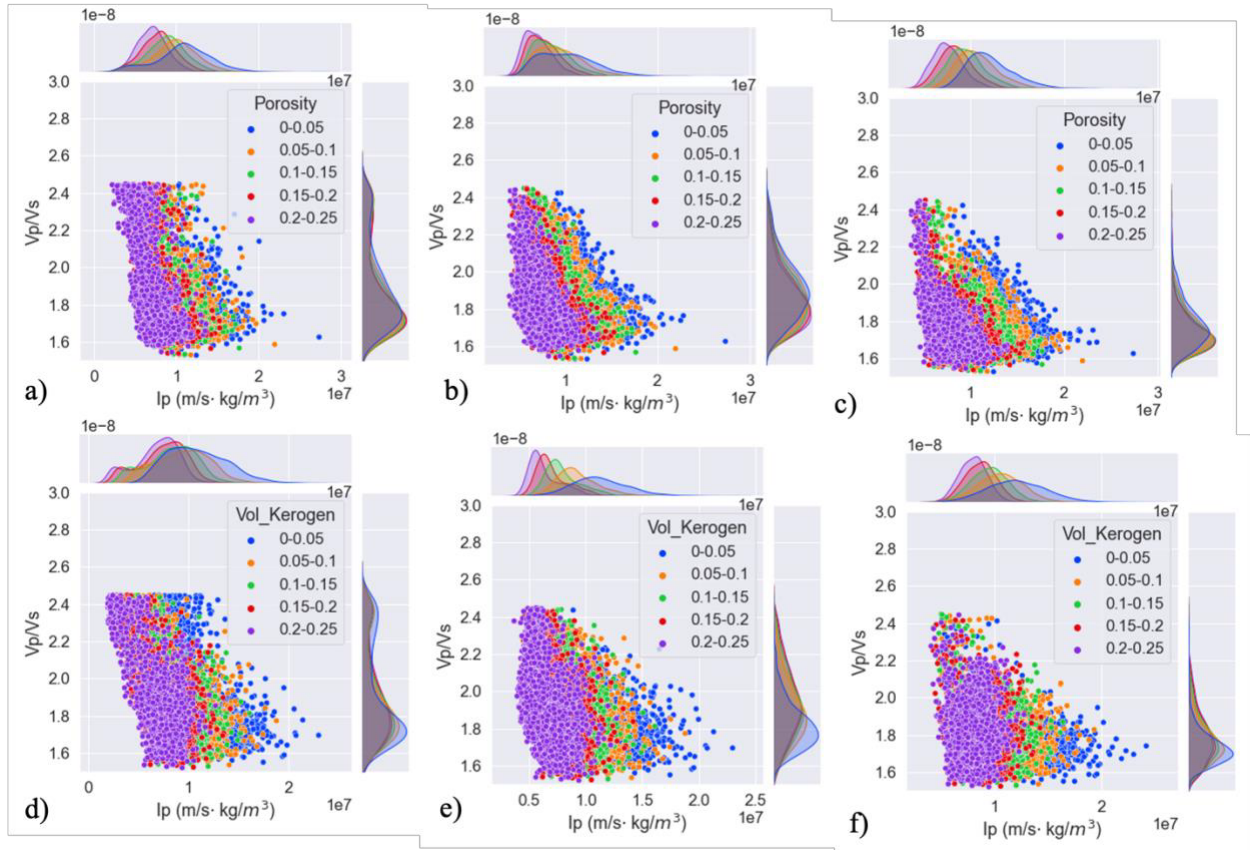 1e−8
1e7
3.0
2.8
2.6
2.4
2.2
2.0
1.8
1.6
Vp/Vs
Porosity
0-0.05
0.05-0.1
0.1-0.15
0.15-0.2
0.2-0.25
0 1 2 3
1e7
Ip (m/s· kg/m³)
a)
1e−8
1e7
3.0
2.8
2.6
2.4
2.2
2.0
1.8
1.6
Vp/Vs
Porosity
0-0.05
0.05-0.1
0.1-0.15
0.15-0.2
0.2-0.25
1 2 3
1e7
Ip (m/s· kg/m³)
b)
1e−8
1e7
3.0
2.8
2.6
2.4
2.2
2.0
1.8
1.6
Vp/Vs
Porosity
0-0.05
0.05-0.1
0.1-0.15
0.15-0.2
0.2-0.25
1 2 3
1e7
Ip (m/s· kg/m³)
c)
1e−8
1e7
3.0
2.8
2.6
2.4
2.2
2.0
1.8
1.6
Vp/Vs
Vol_Kerogen
0-0.05
0.05-0.1
0.1-0.15
0.15-0.2
0.2-0.25
0 1 2
1e7
Ip (m/s· kg/m³)
d)
1e−8
1e7
3.0
2.8
2.6
2.4
2.2
2.0
1.8
1.6
Vp/Vs
Vol_Kerogen
0-0.05
0.05-0.1
0.1-0.15
0.15-0.2
0.2-0.25
0.5 1.0 1.5 2.0 2.5
1e7
Ip (m/s· kg/m³)
e)
1e−8
1e7
3.0
2.8
2.6
2.4
2.2
2.0
1.8
1.6
Vp/Vs
Vol_Kerogen
0-0.05
0.05-0.1
0.1-0.15
0.15-0.2
0.2-0.25
1 2
1e7
Ip (m/s· kg/m³)
f)